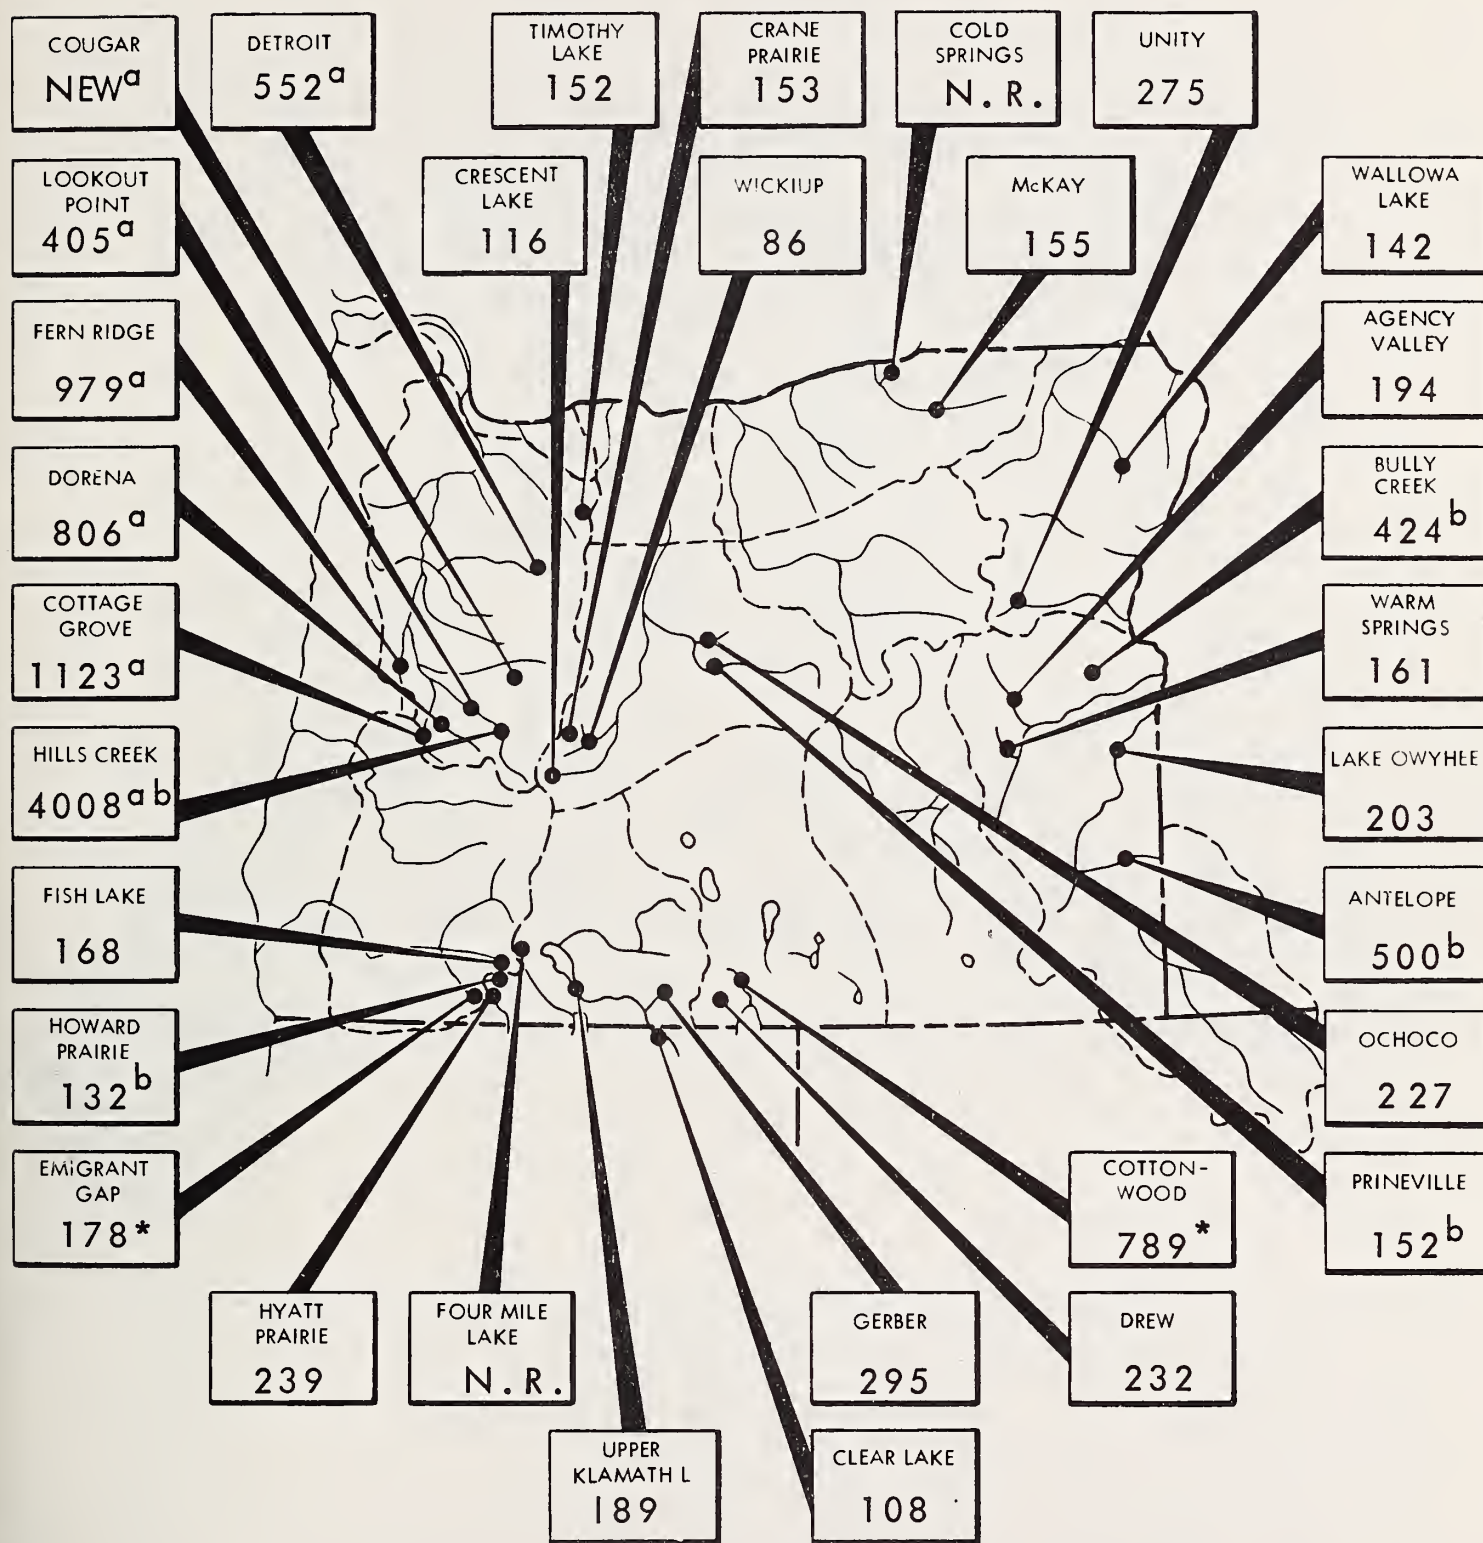 COUGAR
NEWᵃ
DETROIT
552ᵃ
TIMOTHY
LAKE
152
CRANE
PRAIRIE
153
COLD
SPRINGS
N. R.
UNITY
275
LOOKOUT
POINT
405ᵃ
CRESCENT
LAKE
116
WICKIUP
86
McKAY
155
WALLOWA
LAKE
142
FERN RIDGE
979ᵃ
AGENCY
VALLEY
194
DORENA
806ᵃ
BULLY
CREEK
424ᵇ
COTTAGE
GROVE
1123ᵃ
WARM
SPRINGS
161
HILLS CREEK
4008ᵃ ᵇ
LAKE OWYHEE
203
FISH LAKE
168
ANTELOPE
500ᵇ
HOWARD
PRAIRIE
132ᵇ
OCHOCO
227
EMIGRANT
GAP
178*
COTTON-
WOOD
789*
PRINEVILLE
152ᵇ
HYATT
PRAIRIE
239
FOUR MILE
LAKE
N. R.
GERBER
295
DREW
232
UPPER
KLAMATH L
189
CLEAR LAKE
108